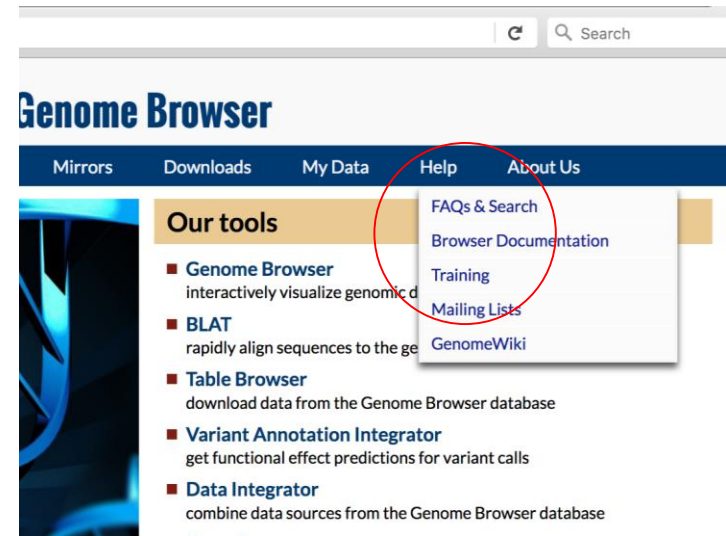 Search
Genome Browser
Mirrors Downloads My Data Help About Us
FAQs & Search
Browser Documentation
Training
Mailing Lists
GenomeWiki
Our tools
Genome Browser
interactively visualize genomic d
BLAT
rapidly align sequences to the ge
Table Browser
download data from the Genome Browser database
Variant Annotation Integrator
get functional effect predictions for variant calls
Data Integrator
combine data sources from the Genome Browser database